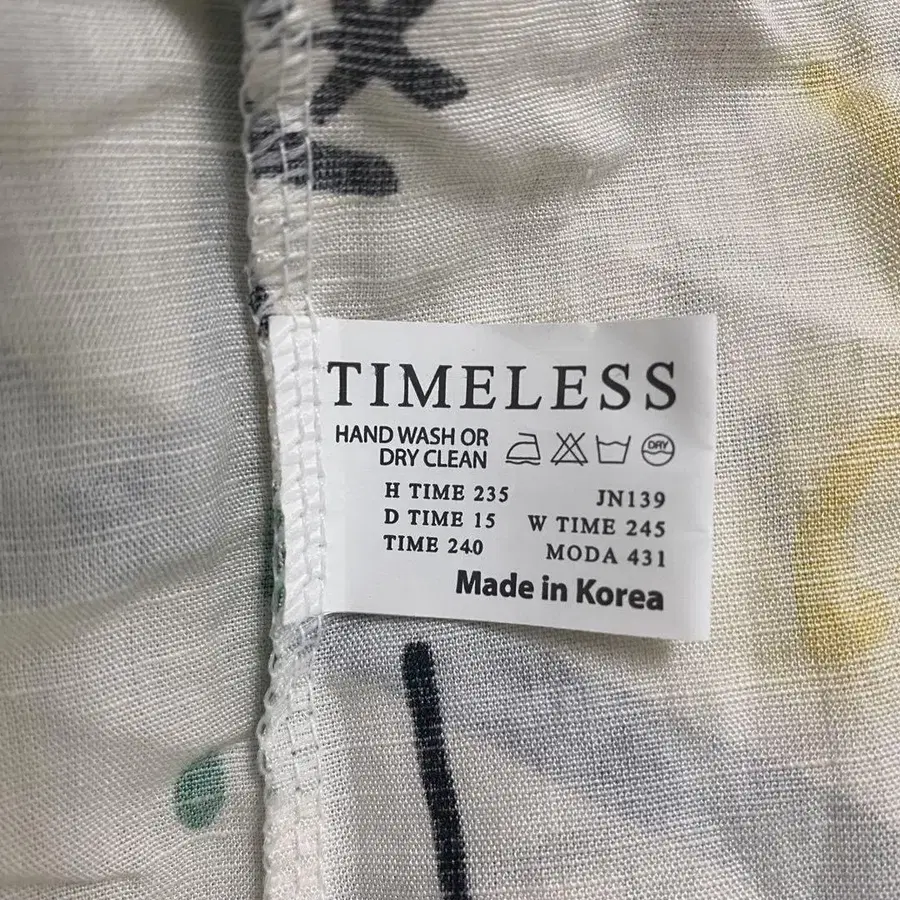 TIMELESS
HAND WASH OR
DRY CLEAN
DRY
H TIME 235 JN139
D TIME 15 W TIME 245
TIME 240 MODA 431
Made in Korea